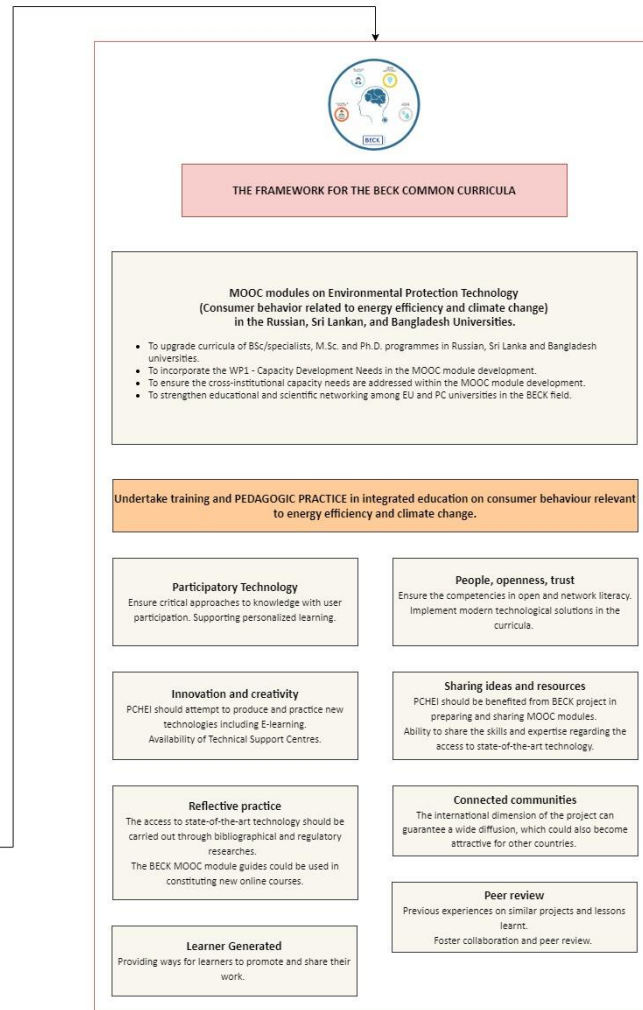 BECK
THE FRAMEWORK FOR THE BECK COMMON CURRICULA
MOOC modules on Environmental Protection Technology
(Consumer behavior related to energy efficiency and climate change)
in the Russian, Sri Lankan, and Bangladesh Universities.
• To upgrade curricula of BSc/specialists, M.Sc. and Ph.D. programmes in Russian, Sri Lanka and Bangladesh
universities.
• To incorporate the WP1 - Capacity Development Needs in the MOOC module development.
• To ensure the cross-institutional capacity needs are addressed within the MOOC module development.
• To strengthen educational and scientific networking among EU and PC universities in the BECK field.
Undertake training and PEDAGOGIC PRACTICE in integrated education on consumer behaviour relevant
to energy efficiency and climate change.
Participatory Technology
Ensure critical approaches to knowledge with user
participation. Supporting personalized learning.
People, openness, trust
Ensure the competencies in open and network literacy.
Implement modern technological solutions in the
curricula.
Innovation and creativity
PCHEI should attempt to produce and practice new
technologies including E-learning.
Availability of Technical Support Centres.
Sharing ideas and resources
PCHEI should be benefited from BECK project in
preparing and sharing MOOC modules.
Ability to share the skills and expertise regarding the
access to state-of-the-art technology.
Reflective practice
The access to state-of-the-art technology should be
carried out through bibliographical and regulatory
researches.
The BECK MOOC module guides could be used in
constituting new online courses.
Connected communities
The international dimension of the project can
guarantee a wide diffusion, which could also become
attractive for other countries.
Peer review
Previous experiences on similar projects and lessons
learnt.
Foster collaboration and peer review.
Learner Generated
Providing ways for learners to promote and share their
work.